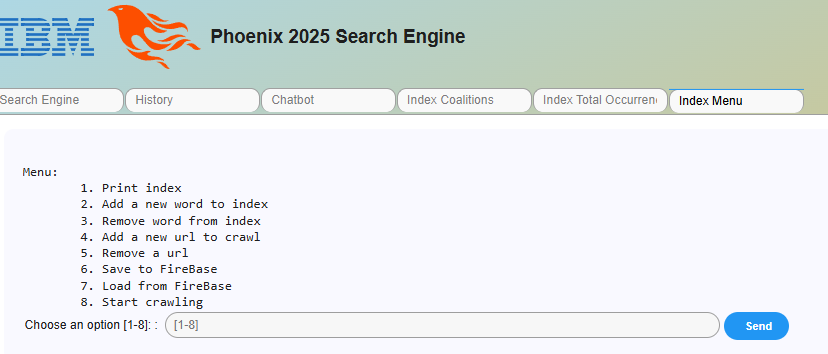 IBM Phoenix 2025 Search Engine
Search Engine History Chatbot Index Coalitions Index Total Occurren Index Menu
Menu:
1. Print index
2. Add a new word to index
3. Remove word from index
4. Add a new url to crawl
5. Remove a url
6. Save to FireBase
7. Load from FireBase
8. Start crawling
Choose an option [1-8]: : [1-8] Send